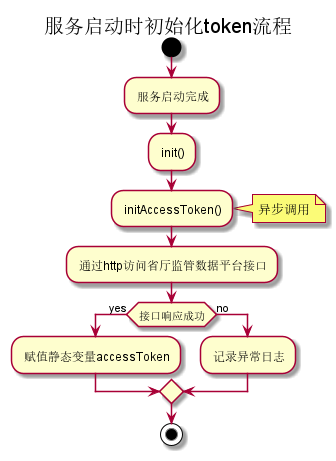 服务启动时初始化token流程
服务启动完成
init()
initAccessToken()
异步调用
通过http访问省厅监管数据平台接口
接口响应成功
yes
no
赋值静态变量accessToken
记录异常日志